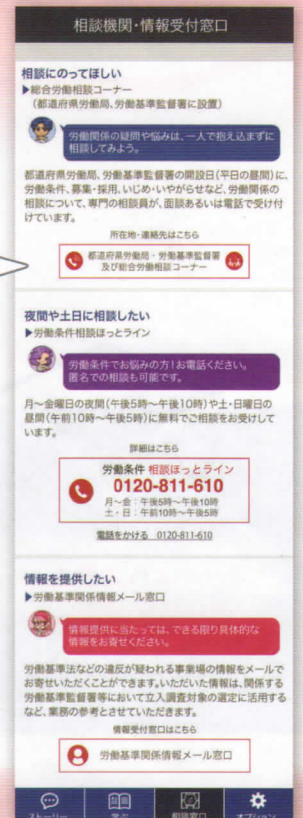 相談機関・情報受付窓口
相談にのってほしい
▶総合労働相談コーナー
（都道府県労働局、労働基準監督署に設置）
労働関係の疑問や悩みは、一人で抱え込まずに
相談してみよう。
都道府県労働局、労働基準監督署の開設日（平日の昼間）に、
労働条件、募集・採用、いじめ・いやがらせなど、労働関係の
相談について、専門の相談員が、面談あるいは電話で受け付
けています。
所在地・連絡先はこちら
都道府県労働局・労働基準監督署
及び総合労働相談コーナー
夜間や土日に相談したい
▶労働条件相談ほっとライン
労働条件でお悩みの方！お電話ください。
匿名での相談も可能です。
月～金曜日の夜間（午後5時～午後10時）や土・日曜日の
昼間（午前10時～午後5時）に無料でご相談をお受けして
います。
詳細はこちら
労働条件 相談ほっとライン
0120-811-610
月～金：午後5時～午後10時
土・日：午前10時～午後5時
電話をかける 0120-811-610
情報を提供したい
▶労働基準関係情報メール窓口
情報提供に当たっては、できる限り具体的な
情報をお寄せください。
労働基準法などの違反が疑われる事業場の情報をメールで
お寄せいただくことができます。いただいた情報は、関係する
労働基準監督署等において立入調査対象の選定に活用する
など、業務の参考とさせていただきます。
情報受付窓口はこちら
労働基準関係情報メール窓口
ストーリー 学ぶ 相談窓口 オプション